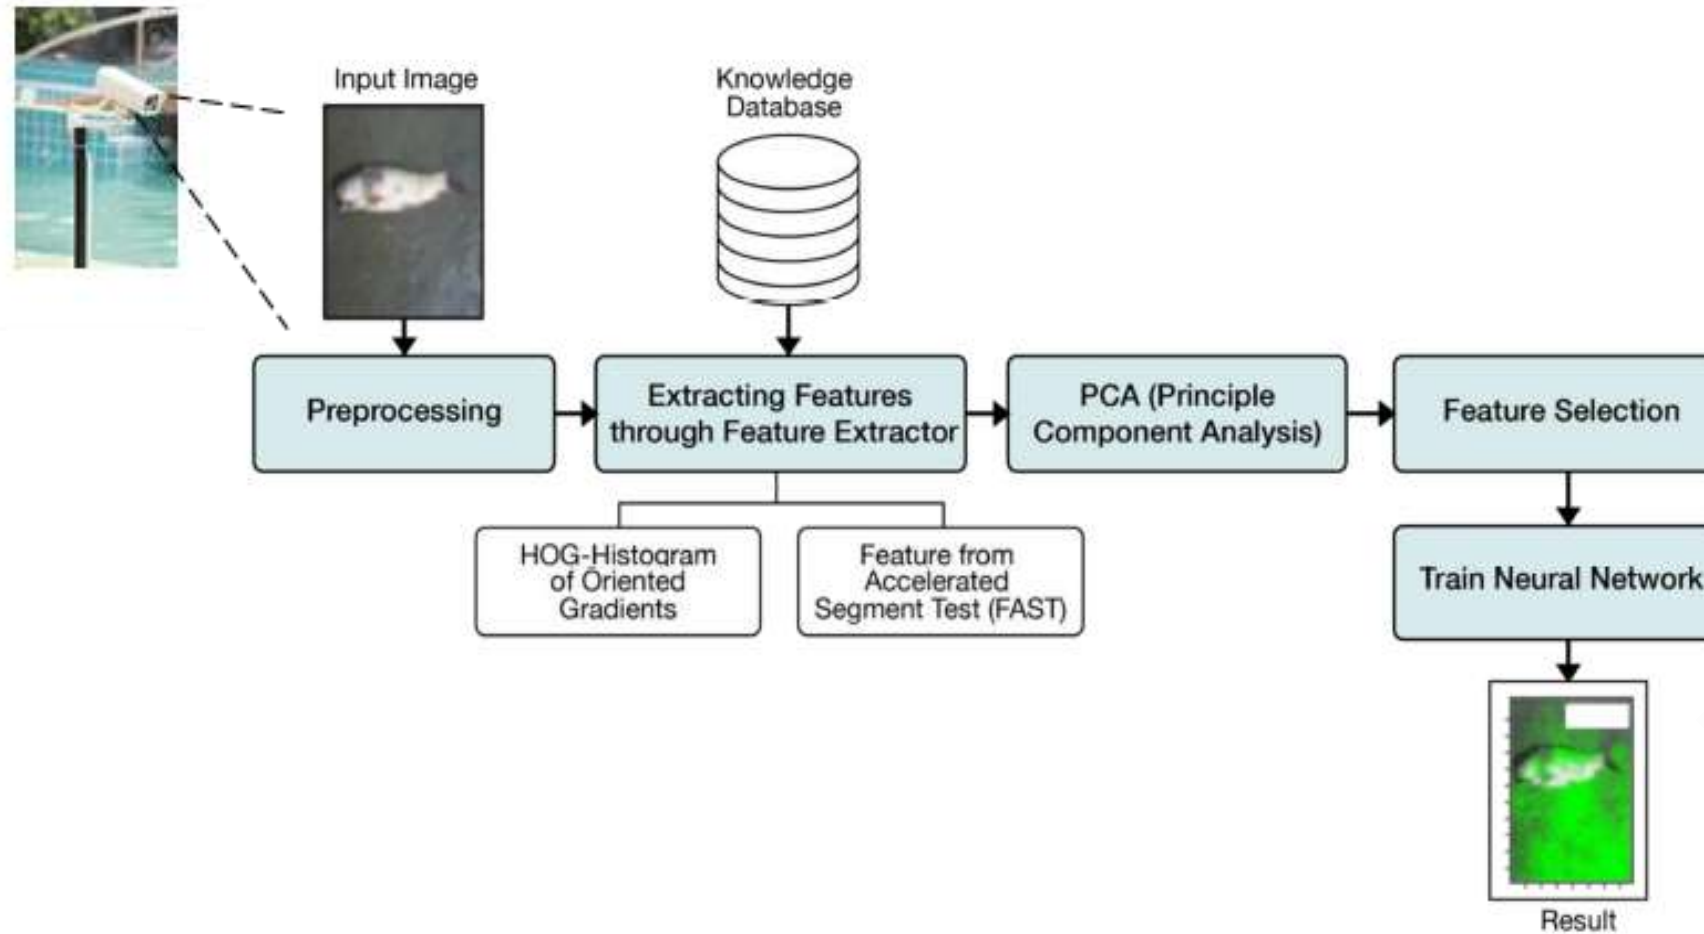 Input Image
Knowledge
Database
Preprocessing
Extracting Features
through Feature Extractor
PCA (Principle
Component Analysis)
Feature Selection
HOG-Histogram
of Oriented
Gradients
Feature from
Accelerated
Segment Test (FAST)
Train Neural Network
Result